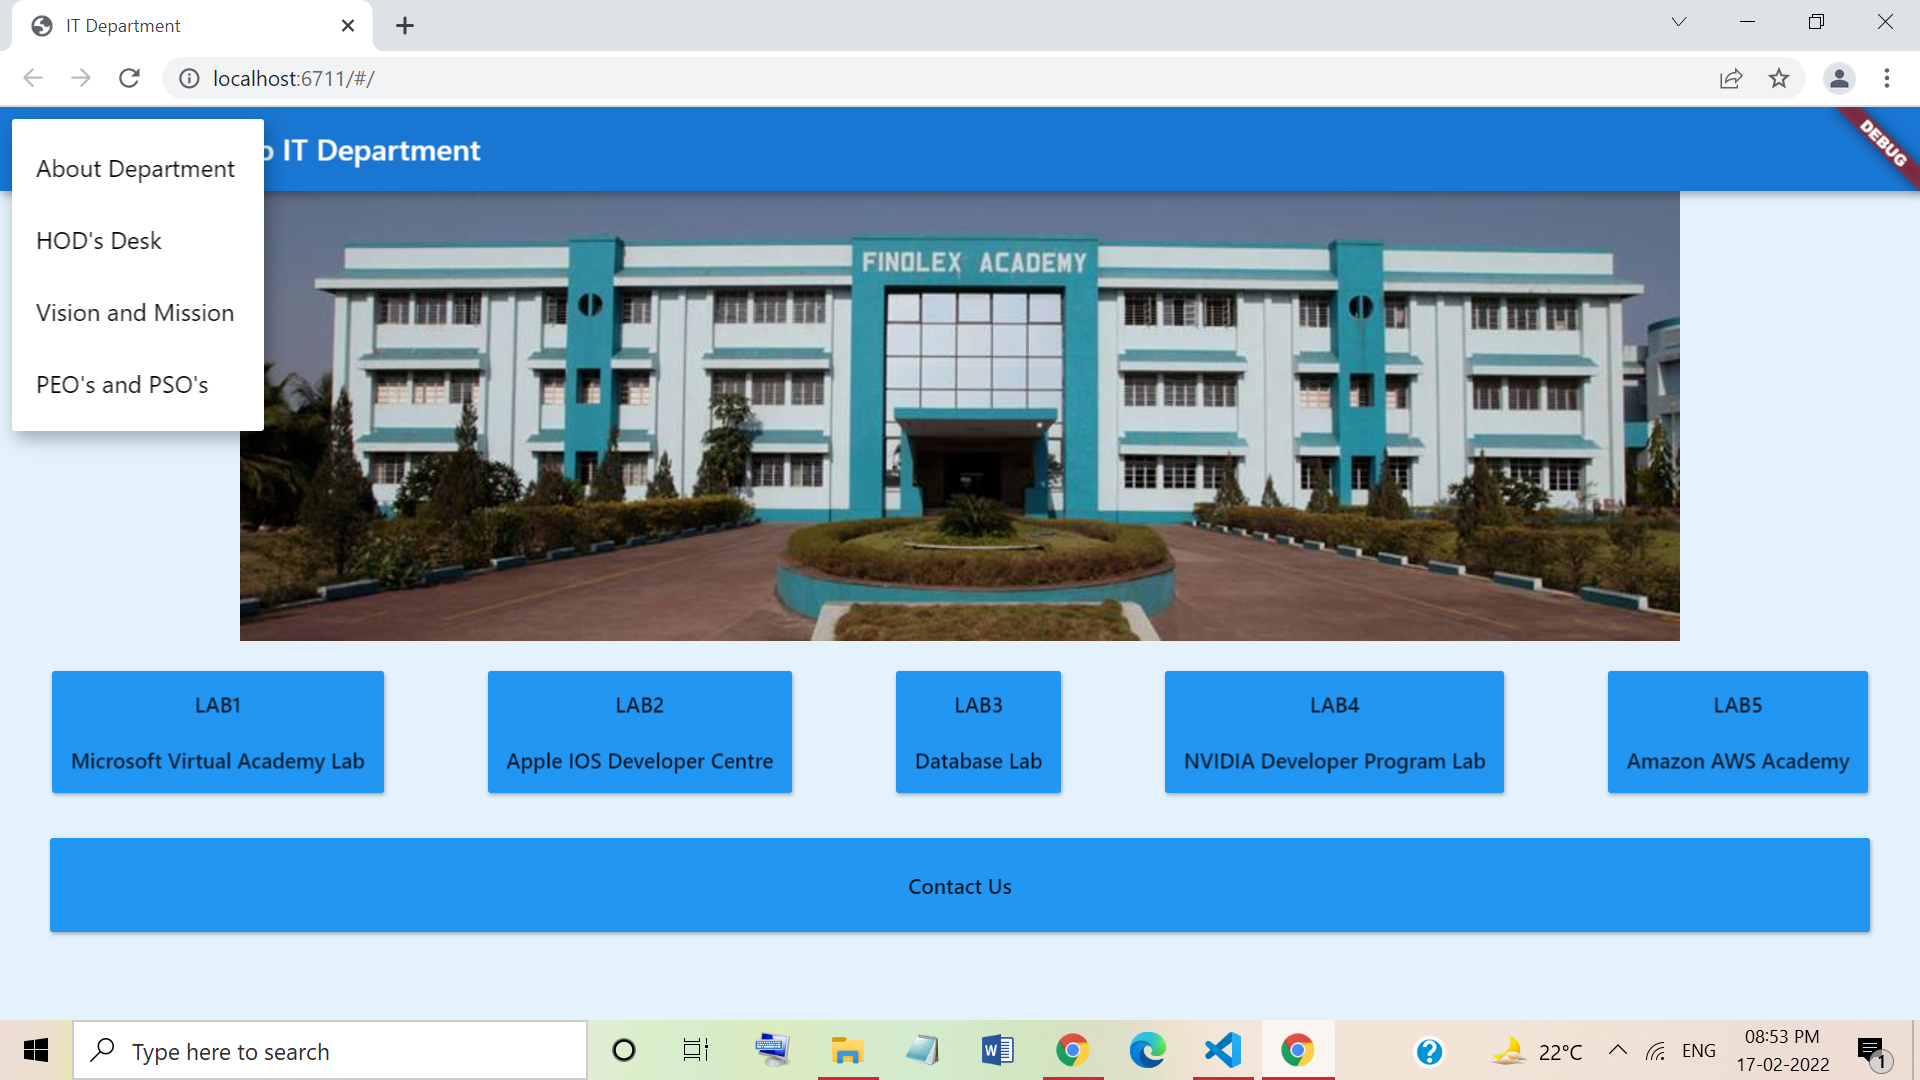 IT Department
localhost:6711/#/
o IT Department
DEBUG
About Department
HOD's Desk
Vision and Mission
PEO's and PSO's
FINOLEX ACADEMY
LAB1
Microsoft Virtual Academy Lab
LAB2
Apple IOS Developer Centre
LAB3
Database Lab
LAB4
NVIDIA Developer Program Lab
LAB5
Amazon AWS Academy
Contact Us
Type here to search
22°C
ENG
08:53 PM
17-02-2022
1